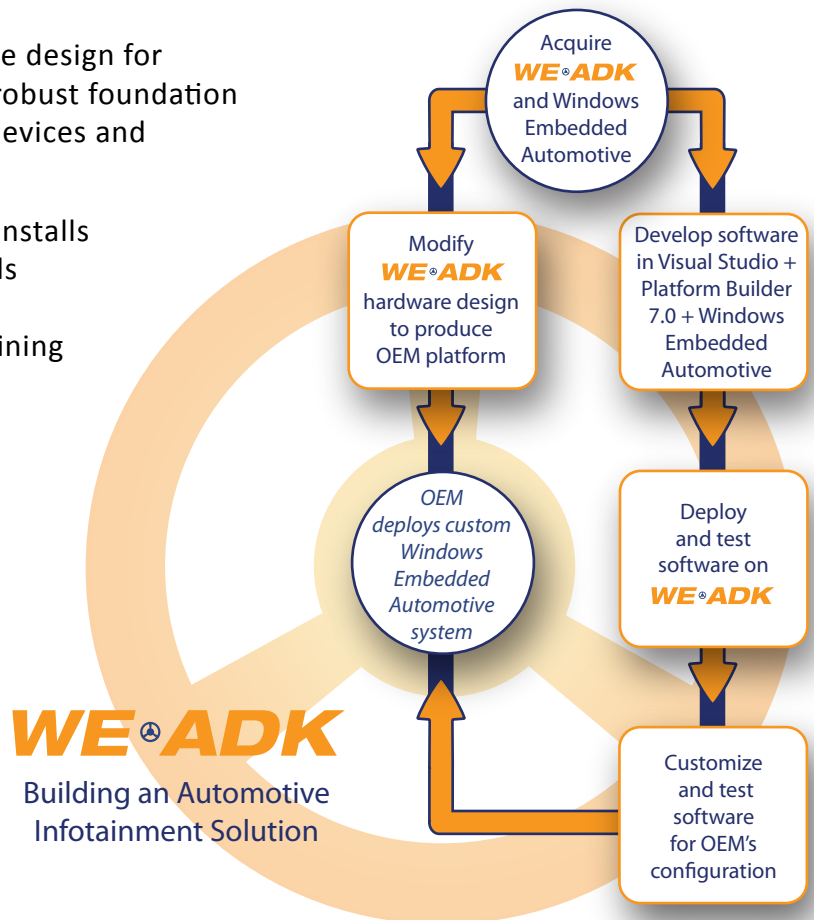 e design for
robust foundation
evices and
nstalls
ls
ining
Acquire
WE ADK
and Windows
Embedded
Automotive
Modify
WE ADK
hardware design
to produce
OEM platform
Develop software
in Visual Studio +
Platform Builder
7.0 + Windows
Embedded
Automotive
OEM
deploys custom
Windows
Embedded
Automotive
system
Deploy
and test
software on
WE ADK
Customize
and test
software
for OEM's
configuration
WE ADK
Building an Automotive
Infotainment Solution